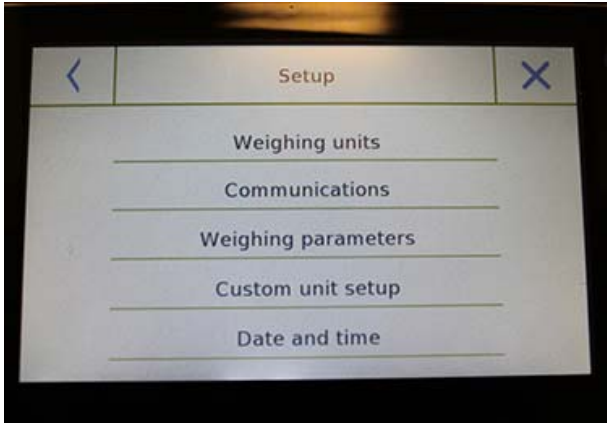 Setup
Weighing units
Communications
Weighing parameters
Custom unit setup
Date and time